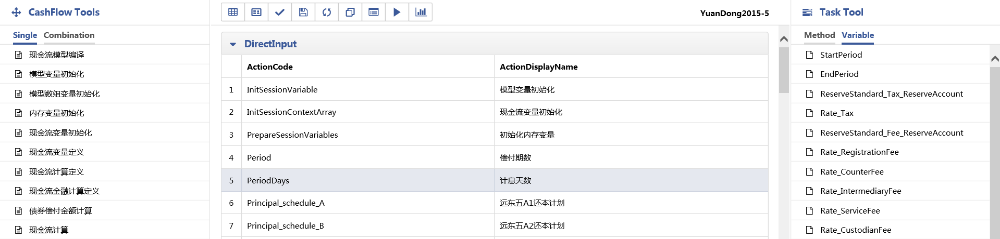 CashFlow Tools
Single Combination
现金流模型编译
模型变量初始化
模型数组变量初始化
内存变量初始化
现金流变量初始化
现金流变量定义
现金流计算定义
现金流金融计算定义
债券偿付金额计算
现金流计算
YuanDong2015-5
DirectInput
ActionCode ActionDisplayName
1 InitSessionVariable 模型变量初始化
2 InitSessionContextArray 现金流变量初始化
3 PrepareSessionVariables 初始化内存变量
4 Period 偿付期数
5 PeriodDays 计息天数
6 Principal_schedule_A 远东五A1还本计划
7 Principal_schedule_B 远东五A2还本计划
Task Tool
Method Variable
StartPeriod
EndPeriod
ReserveStandard_Tax_ReserveAccount
Rate_Tax
ReserveStandard_Fee_ReserveAccount
Rate_RegistrationFee
Rate_CounterFee
Rate_IntermediaryFee
Rate_ServiceFee
Rate_CustodianFee